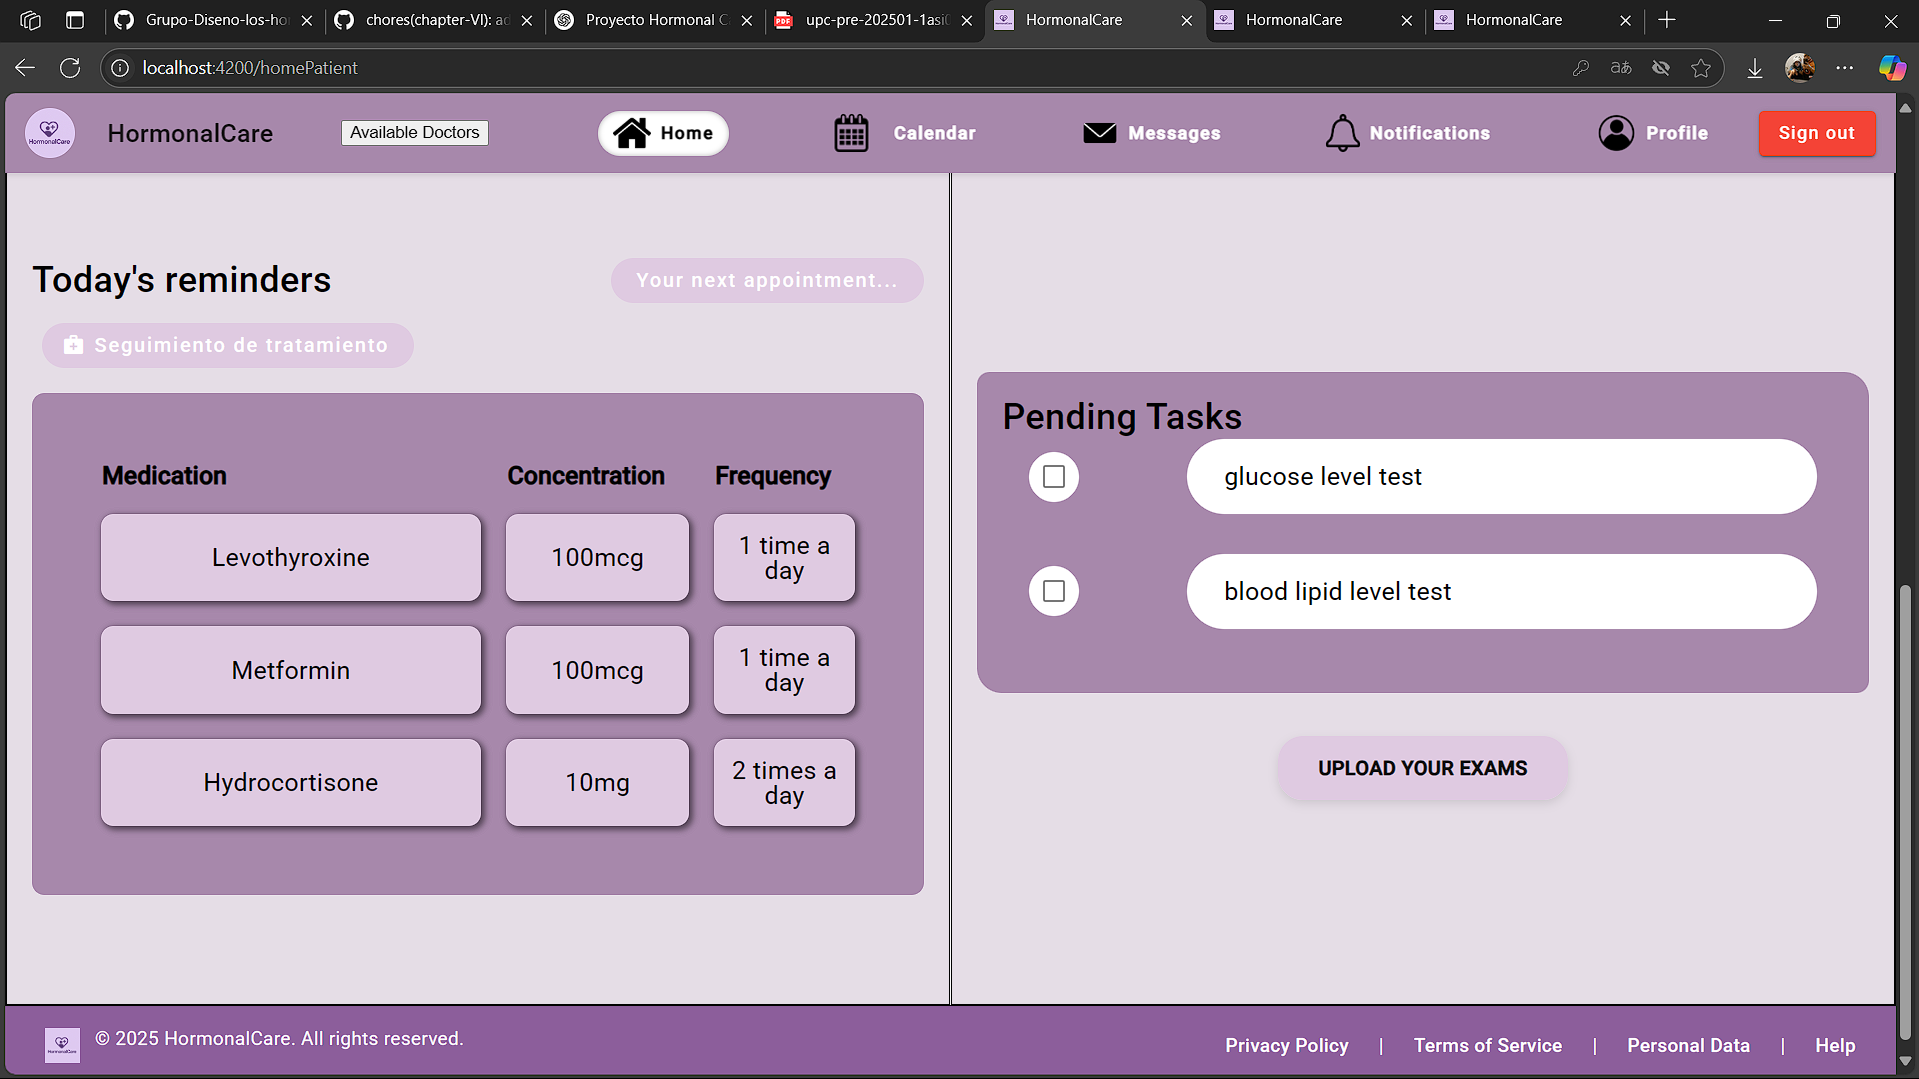 Grupo-Diseno-los-ho
chores(chapter-VI): ad
Proyecto Hormonal C
upc-pre-202501-1asi0
HormonalCare
HormonalCare
HormonalCare
localhost:4200/homePatient
HormonalCare
HormonalCare
Available Doctors
Home
Calendar
Messages
Notifications
Profile
Sign out
Today's reminders
Your next appointment...
Seguimiento de tratamiento
Medication
Concentration
Frequency
Levothyroxine
100mcg
1 time a
day
Metformin
100mcg
1 time a
day
Hydrocortisone
10mg
2 times a
day
Pending Tasks
glucose level test
blood lipid level test
UPLOAD YOUR EXAMS
© 2025 HormonalCare. All rights reserved.
Privacy Policy
|
Terms of Service
|
Personal Data
|
Help